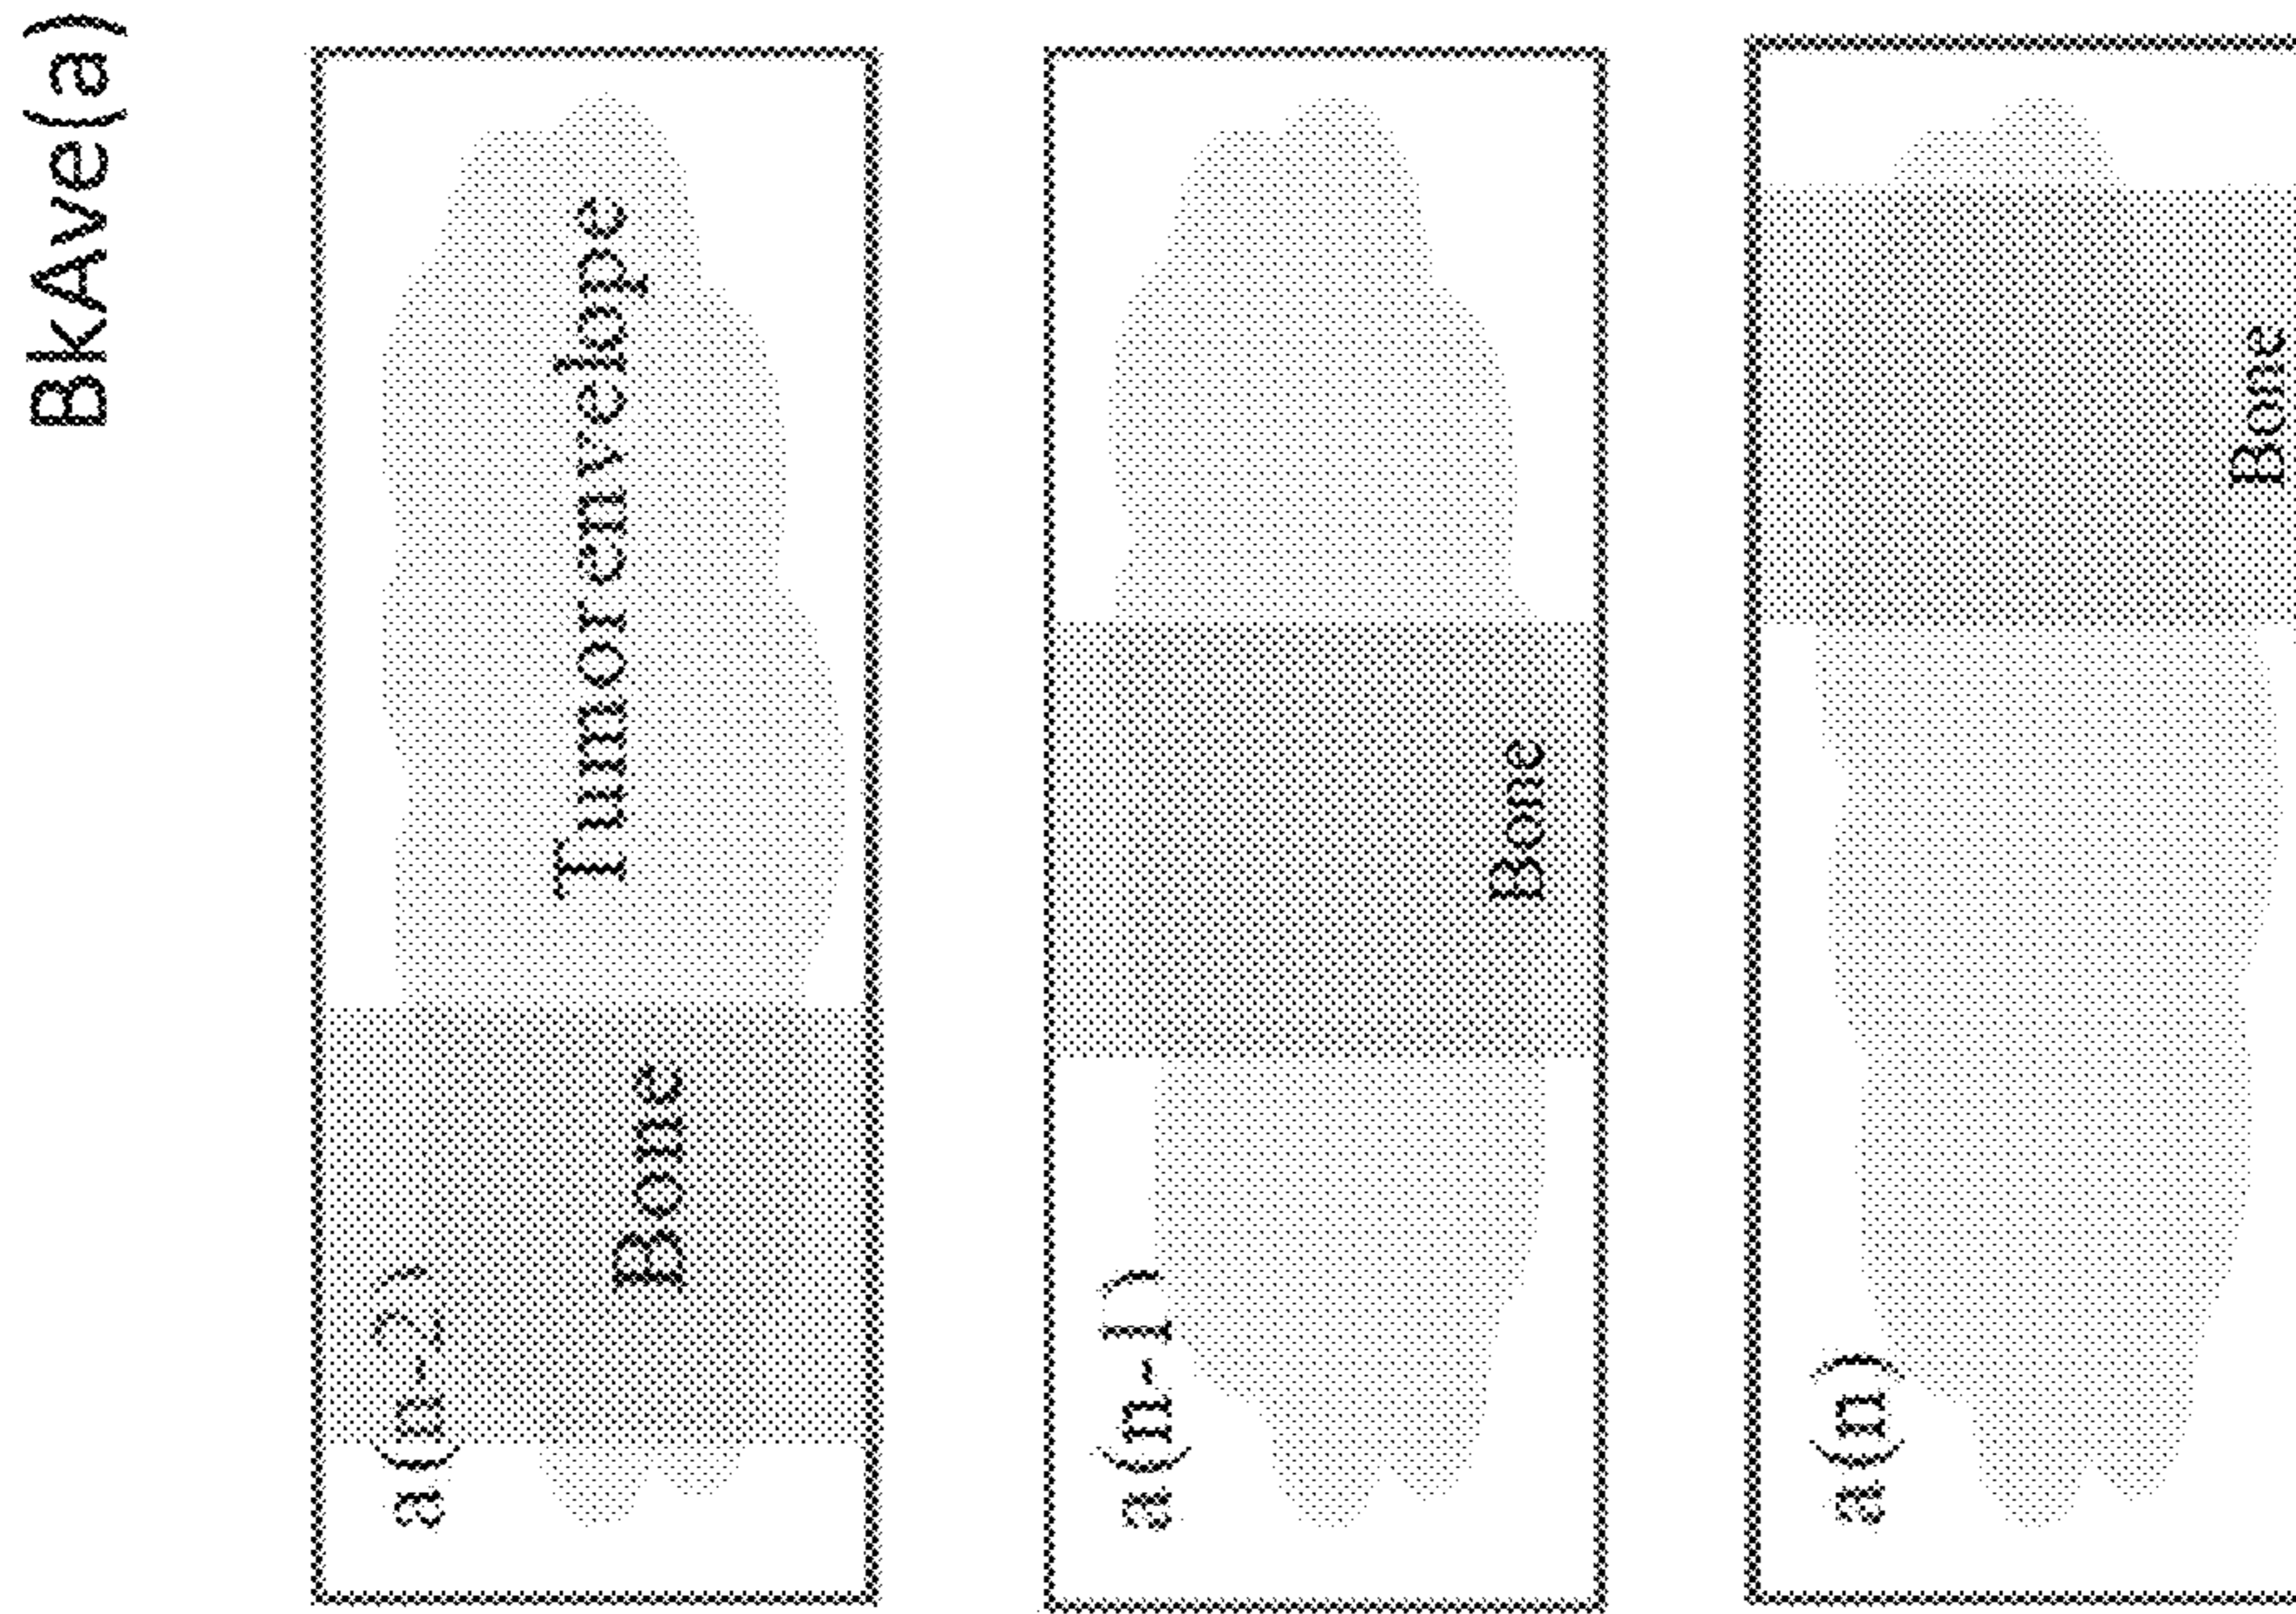 BkAve(a)
a(n-2)
Bone
Tumor envelope
a(n-1)
Bone
a(n)
Bone